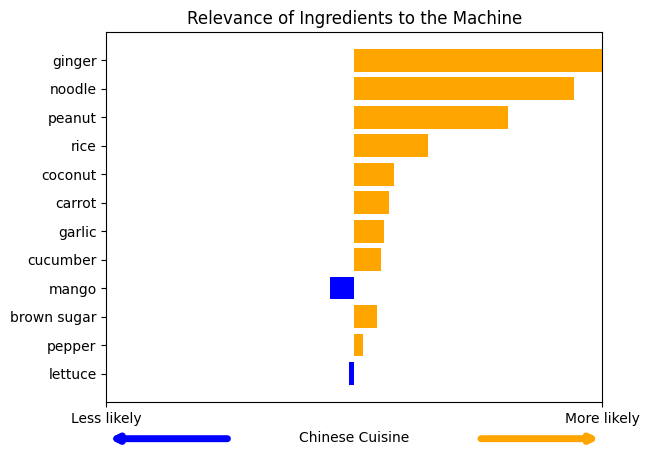 Relevance of Ingredients to the Machine
ginger
noodle
peanut
rice
coconut
carrot
garlic
cucumber
mango
brown sugar
pepper
lettuce
Less likely
More likely
Chinese Cuisine